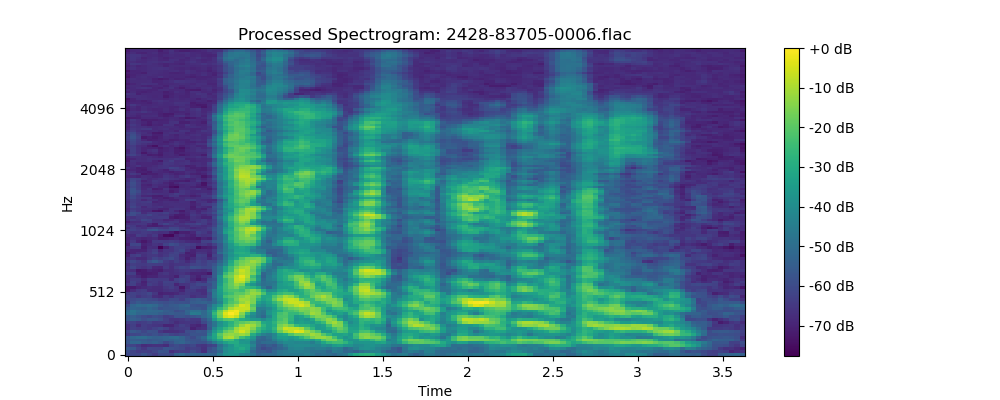 Processed Spectrogram: 2428-83705-0006.flac
+0 dB
4096
-10 dB
-20 dB
2048
-30 dB
Hz
-40 dB
1024
-50 dB
512
-60 dB
-70 dB
0
0 0.5 1 1.5 2 2.5 3 3.5
Time